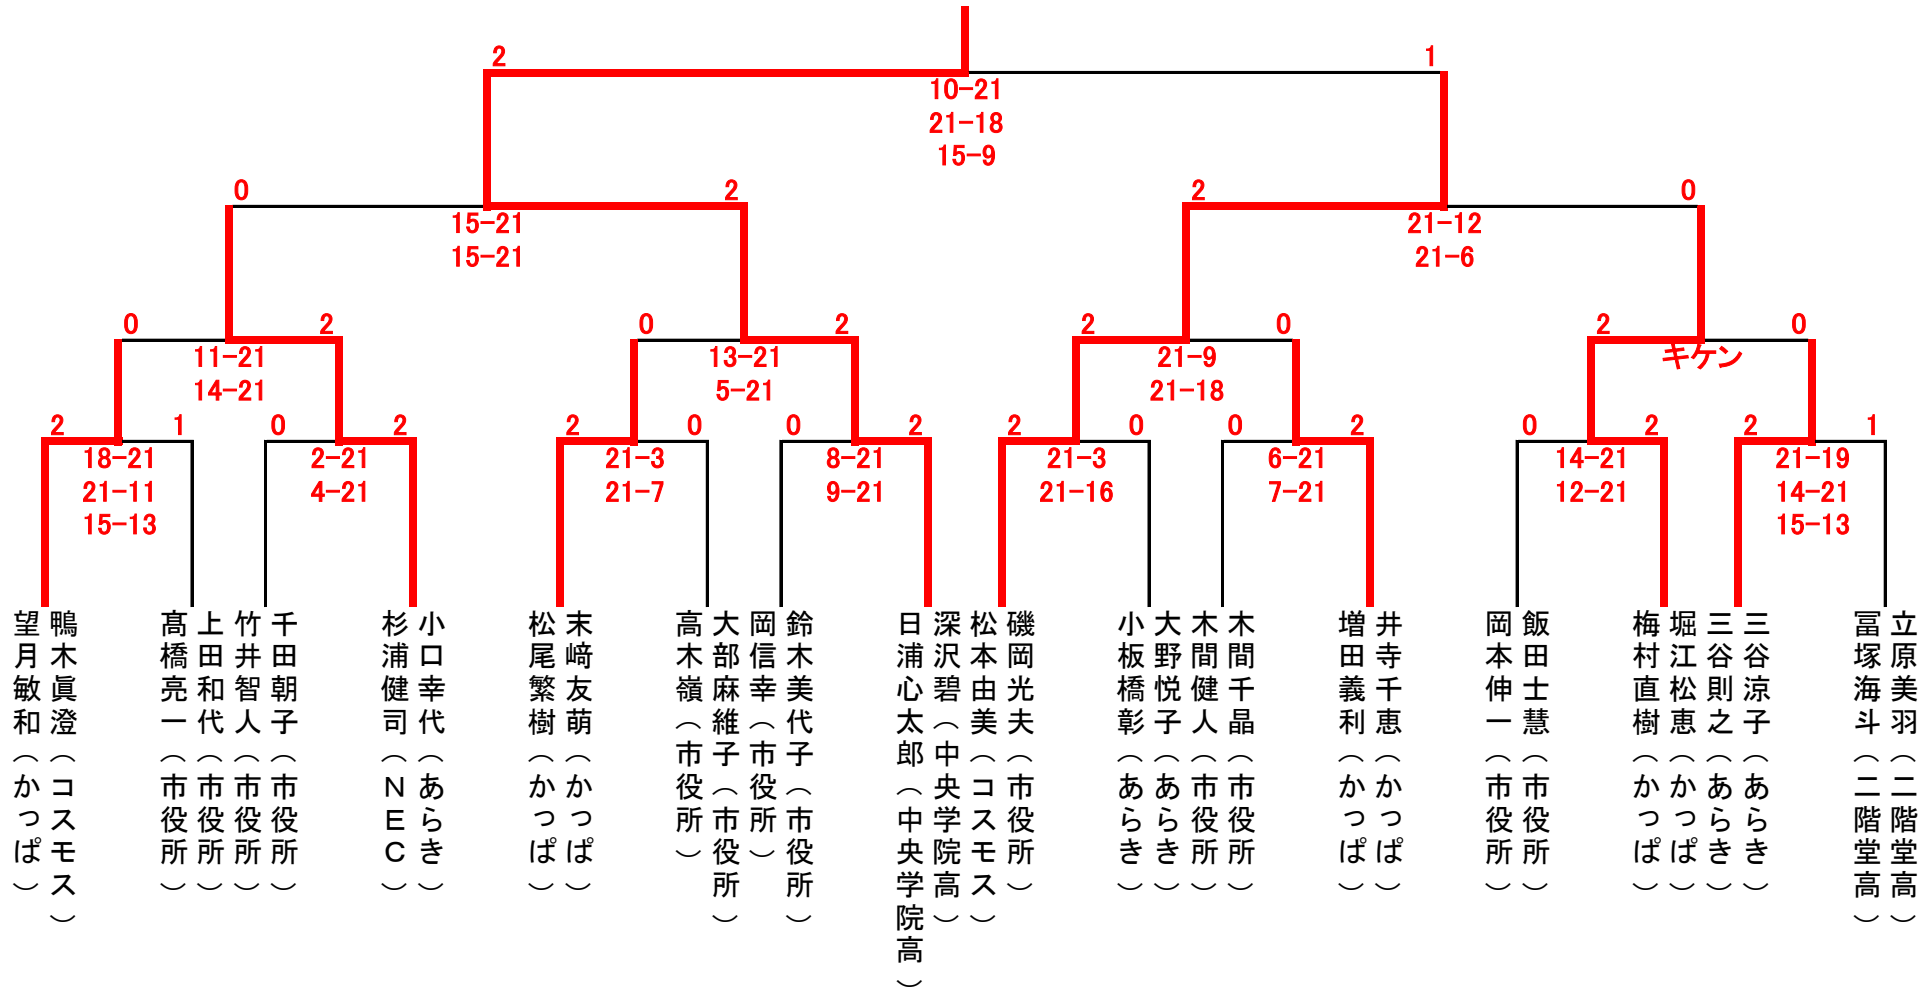 2
1
10-21
21-18
15-9
0
2
15-21
15-21
2
0
21-12
21-6
0
2
11-21
14-21
0
2
13-21
5-21
2
0
21-9
21-18
2
0
キケン
2
1
18-21
21-11
15-13
0
2
2-21
4-21
2
0
21-3
21-7
0
2
8-21
9-21
2
0
21-3
21-16
0
2
6-21
7-21
0
2
14-21
12-21
2
1
21-19
14-21
15-13
望月敏和（かっぱ）
鴨木眞澄（コスモス）
髙橋亮一（市役所）
上田和代（市役所）
竹井智人（市役所）
千田朝子（市役所）
杉浦健司（ＮＥＣ）
小口幸代（あらき）
松尾繁樹（かっぱ）
末﨑友萌（かっぱ）
高木嶺（市役所）
大部麻維子（市役所）
岡信幸（市役所）
鈴木美代子（市役所）
日浦心太郎（中央学院高）
深沢碧（中央学院高）
松本由美（コスモス）
磯岡光夫（市役所）
小板橋彰（あらき）
大野悦子（あらき）
木間健人（市役所）
木間千晶（市役所）
増田義利（かっぱ）
井寺千恵（かっぱ）
岡本伸一（市役所）
飯田士慧（市役所）
梅村直樹（かっぱ）
堀江松恵（かっぱ）
三谷則之（あらき）
三谷涼子（あらき）
冨塚海斗（二階堂高）
立原美羽（二階堂高）